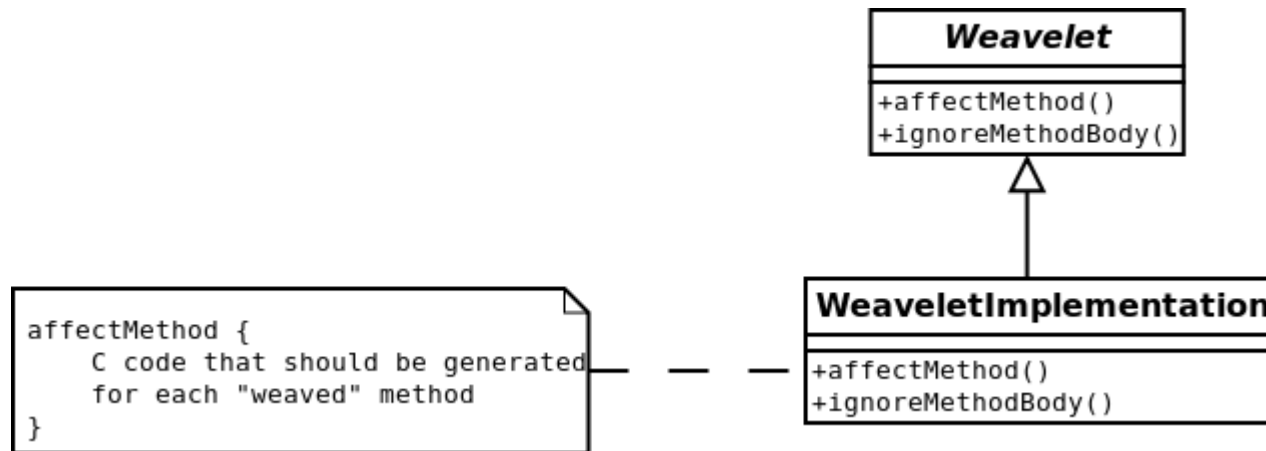 Weavelet
+affectMethod()
+ignoreMethodBody()
WeaveletImplementation
+affectMethod()
+ignoreMethodBody()
affectMethod {
    C code that should be generated
    for each "weaved" method
}